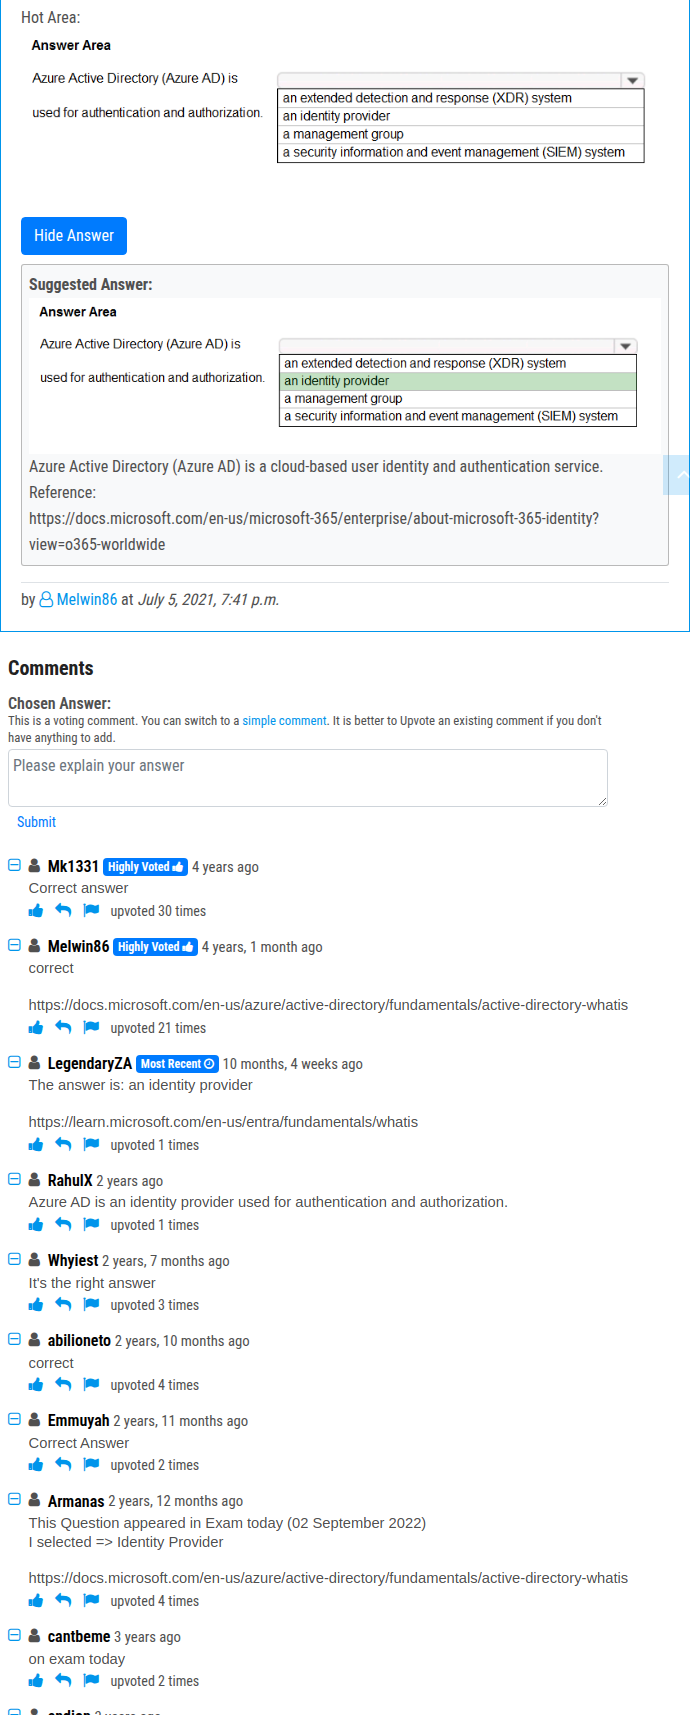 Hot Area:
Answer Area
Azure Active Directory (Azure AD) is
used for authentication and authorization.
an extended detection and response (XDR) system
an identity provider
a management group
a security information and event management (SIEM) system
Hide Answer
Suggested Answer:
Answer Area
Azure Active Directory (Azure AD) is
used for authentication and authorization.
an extended detection and response (XDR) system
an identity provider
a management group
a security information and event management (SIEM) system
Azure Active Directory (Azure AD) is a cloud-based user identity and authentication service.
Reference:
https://docs.microsoft.com/en-us/microsoft-365/enterprise/about-microsoft-365-identity?
view=o365-worldwide
by Melwin86 at July 5, 2021, 7:41 p.m.
Comments
Chosen Answer:
This is a voting comment. You can switch to a simple comment. It is better to Upvote an existing comment if you don't
have anything to add.
Please explain your answer
Submit
Mk1331 Highly Voted 4 years ago
Correct answer
upvoted 30 times
Melwin86 Highly Voted 4 years, 1 month ago
correct
https://docs.microsoft.com/en-us/azure/active-directory/fundamentals/active-directory-whatis
upvoted 21 times
LegendaryZA Most Recent 10 months, 4 weeks ago
The answer is: an identity provider
https://learn.microsoft.com/en-us/entra/fundamentals/whatis
upvoted 1 times
RahulX 2 years ago
Azure AD is an identity provider used for authentication and authorization.
upvoted 1 times
Whyiest 2 years, 7 months ago
It's the right answer
upvoted 3 times
abilioneto 2 years, 10 months ago
correct
upvoted 4 times
Emmuyah 2 years, 11 months ago
Correct Answer
upvoted 2 times
Armanas 2 years, 12 months ago
This Question appeared in Exam today (02 September 2022)
I selected => Identity Provider
https://docs.microsoft.com/en-us/azure/active-directory/fundamentals/active-directory-whatis
upvoted 4 times
cantbeme 3 years ago
on exam today
upvoted 2 times